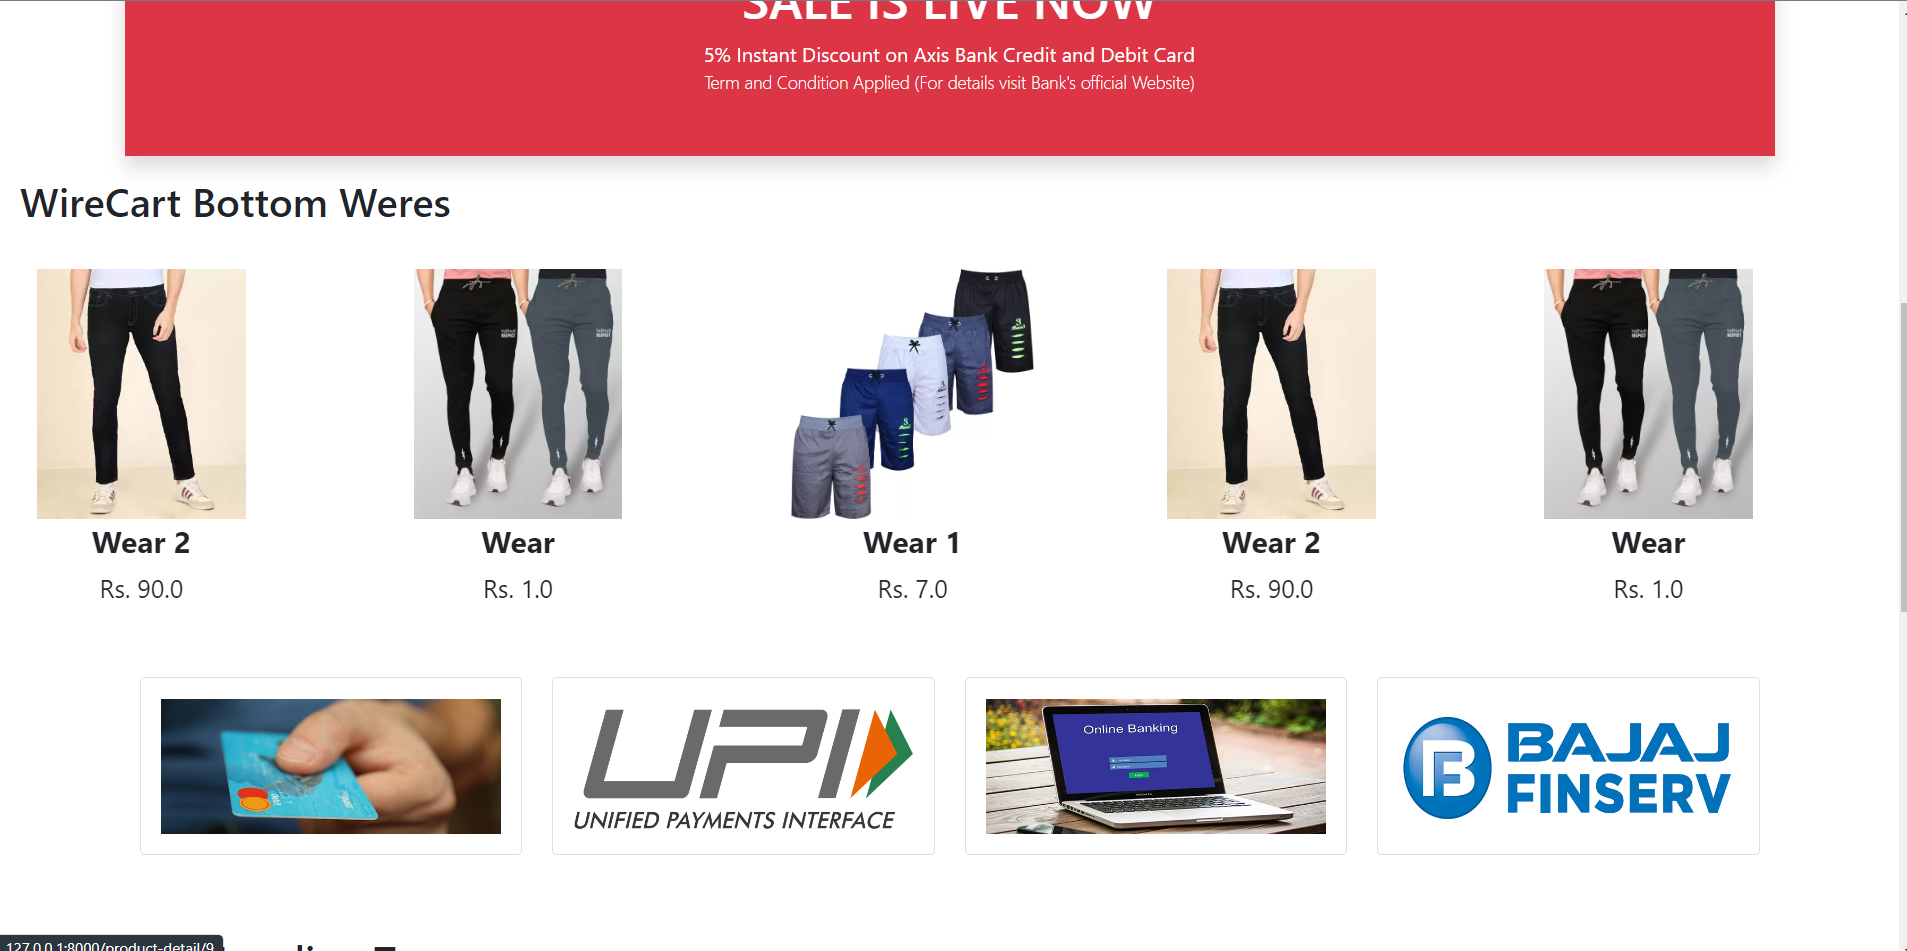 SALE IS LIVE NOW
5% Instant Discount on Axis Bank Credit and Debit Card
Term and Condition Applied (For details visit Bank's official Website)
WireCart Bottom Weres
Wear 2
Wear
Wear 1
Wear 2
Wear
Rs. 90.0
Rs. 1.0
Rs. 7.0
Rs. 90.0
Rs. 1.0
UPI
UNIFIED PAYMENTS INTERFACE
Online Banking
BAJAJ
FINSERV
127.0.0.1:8000/product-detail/9